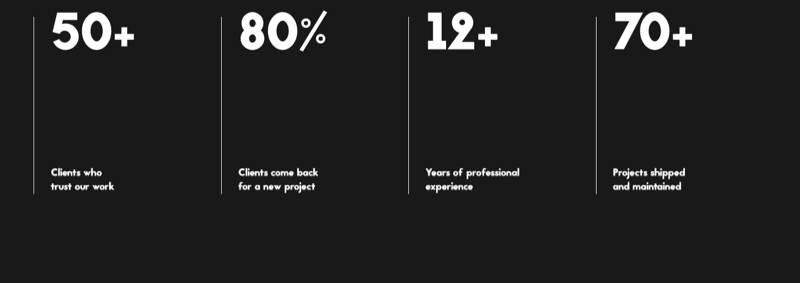 50+
80%
12+
70+
Clients who
trust our work
Clients come back
for a new project
Years of professional
experience
Projects shipped
and maintained